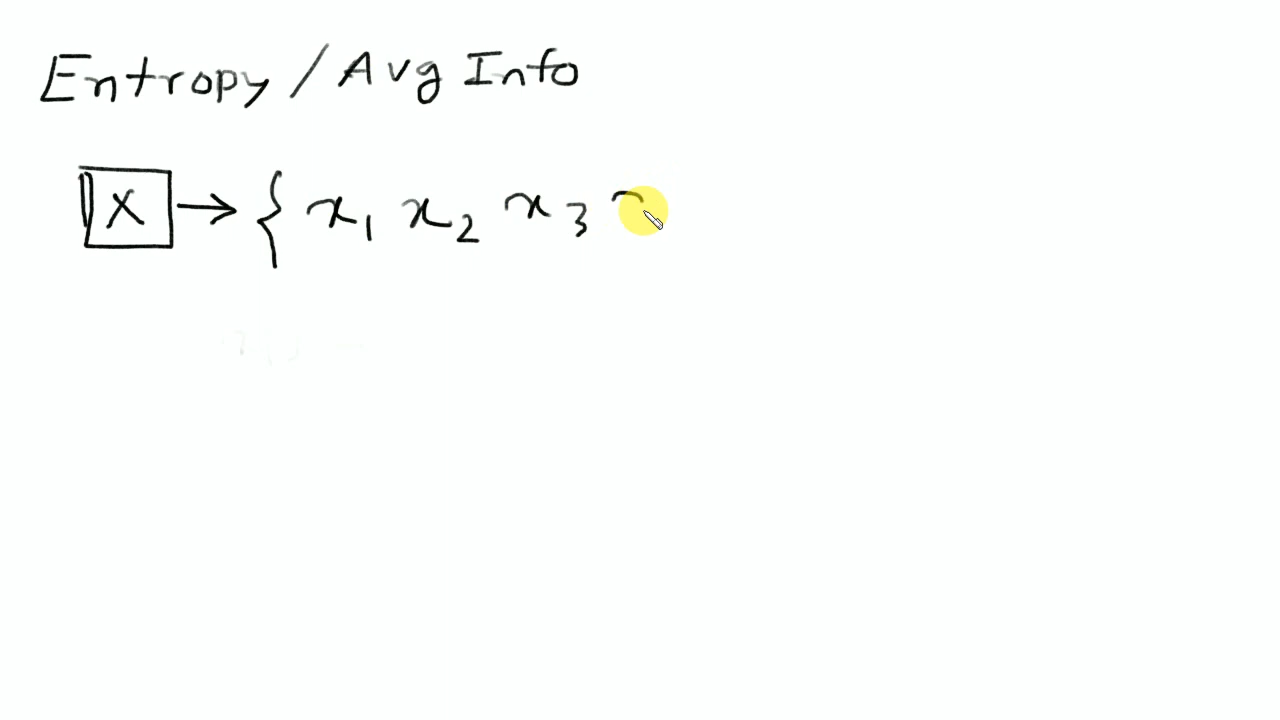 Entropy / Avg Info
X → { x₁ x₂ x₃